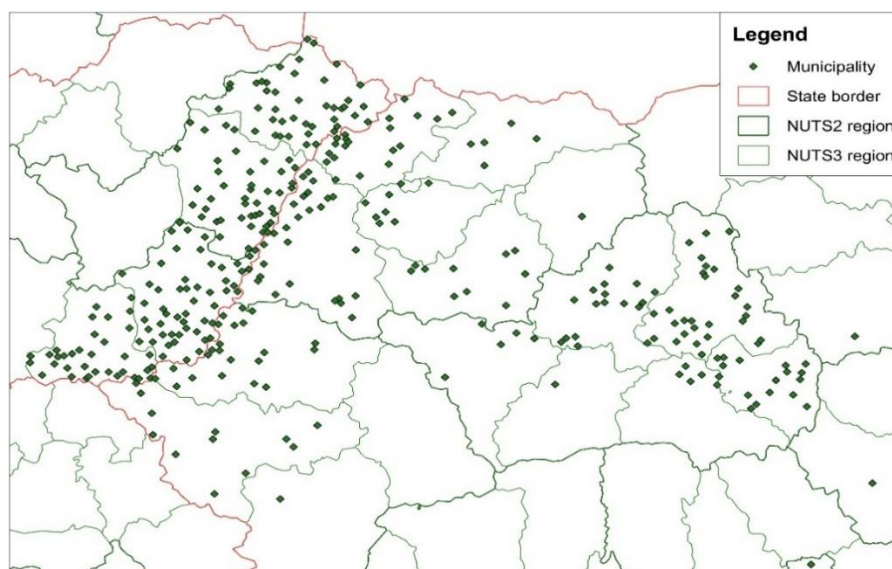 Legend
Municipality
State border
NUTS2 region
NUTS3 region